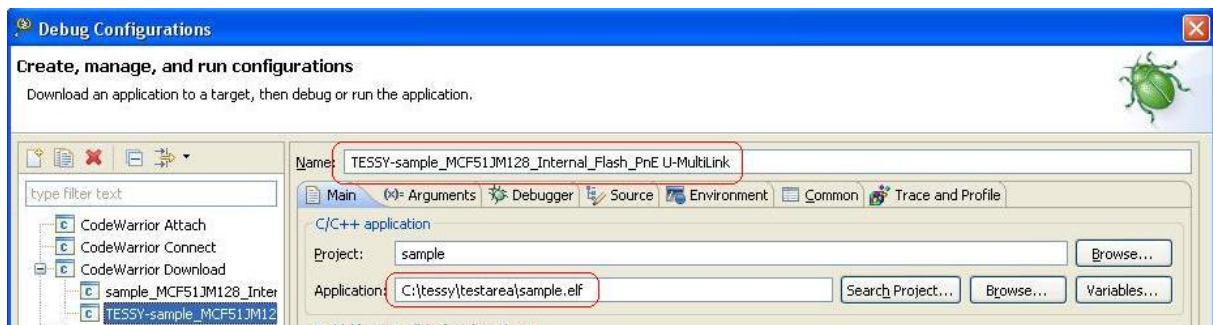 Debug Configurations
Create, manage, and run configurations
Download an application to a target, then debug or run the application.
Name: TESSY-sample_MCF51JM128_Internal_Flash_PnE U-MultiLink
type filter text
Main (x)= Arguments Debugger Source Environment Common Trace and Profile
CodeWarrior Attach
C/C++ application
CodeWarrior Connect
Project: sample Browse...
CodeWarrior Download
sample_MCF51JM128_Inter
Application: C:\tessy\testarea\sample.elf Search Project... Browse... Variables...
TESSY-sample_MCF51JM12